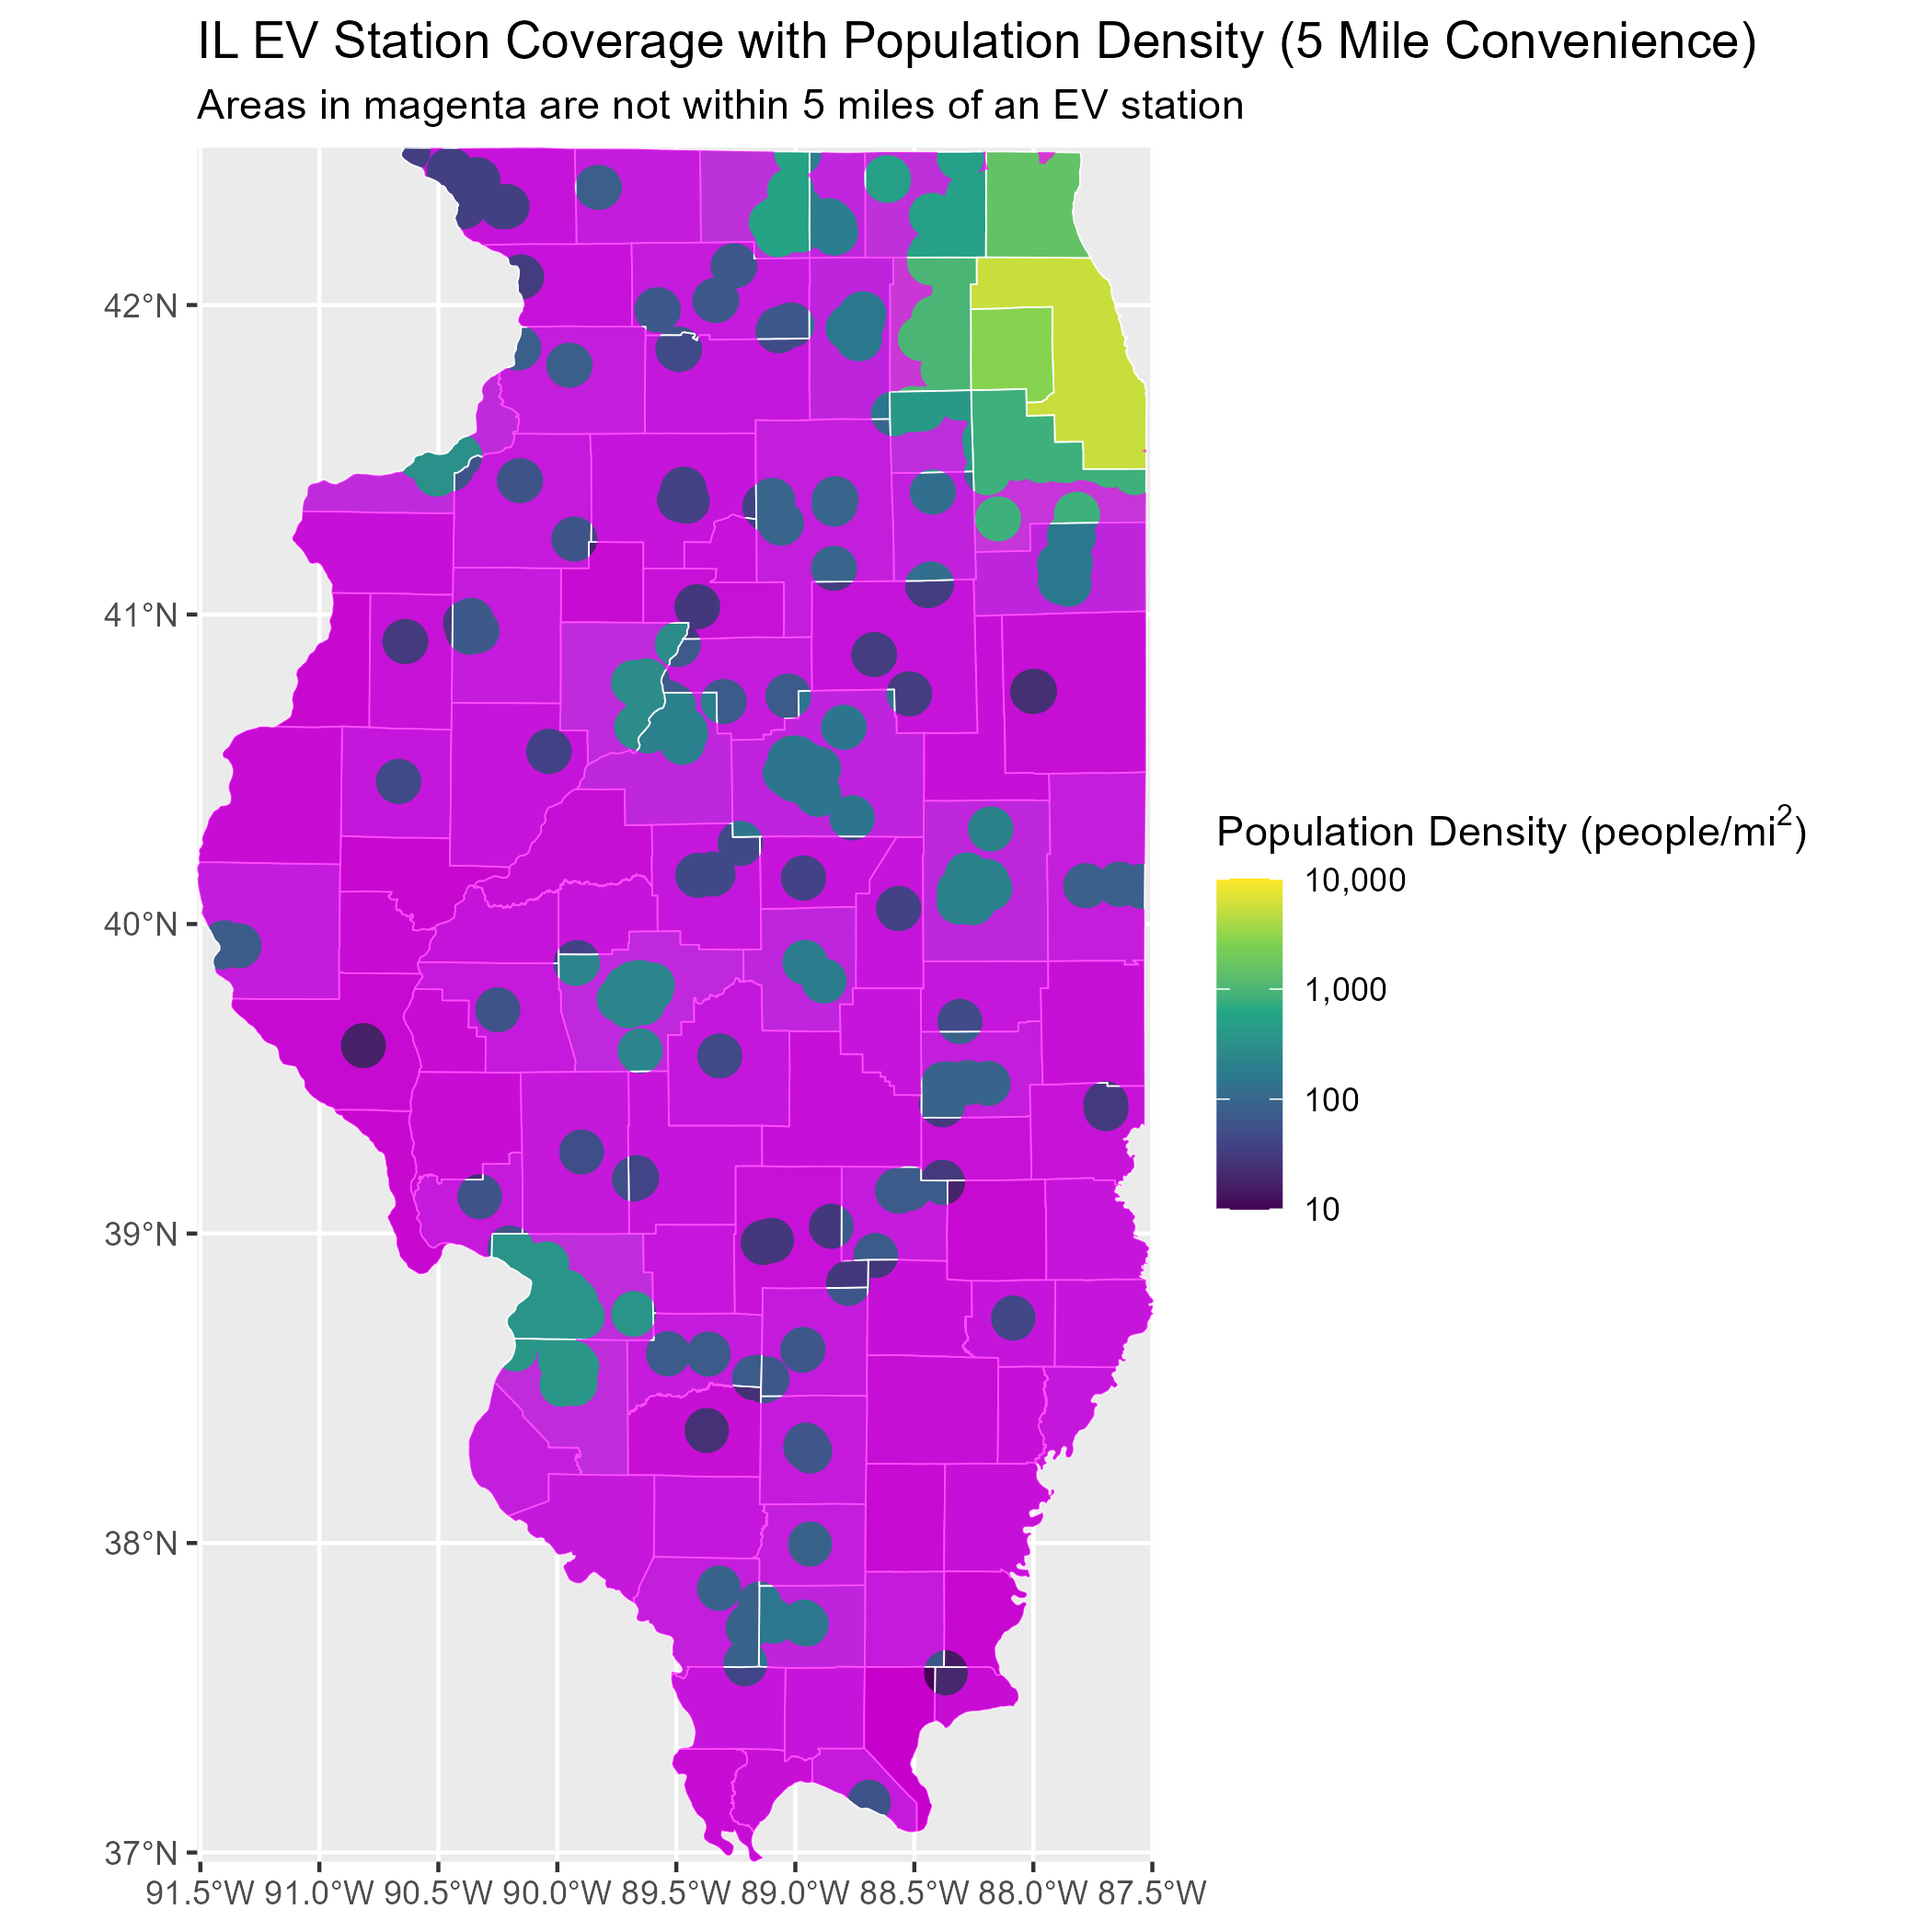 IL EV Station Coverage with Population Density (5 Mile Convenience)
Areas in magenta are not within 5 miles of an EV station
42°N
41°N
40°N
39°N
38°N
37°N
91.5°W 91.0°W 90.5°W 90.0°W 89.5°W 89.0°W 88.5°W 88.0°W 87.5°W
Population Density (people/mi²)
10,000
1,000
100
10